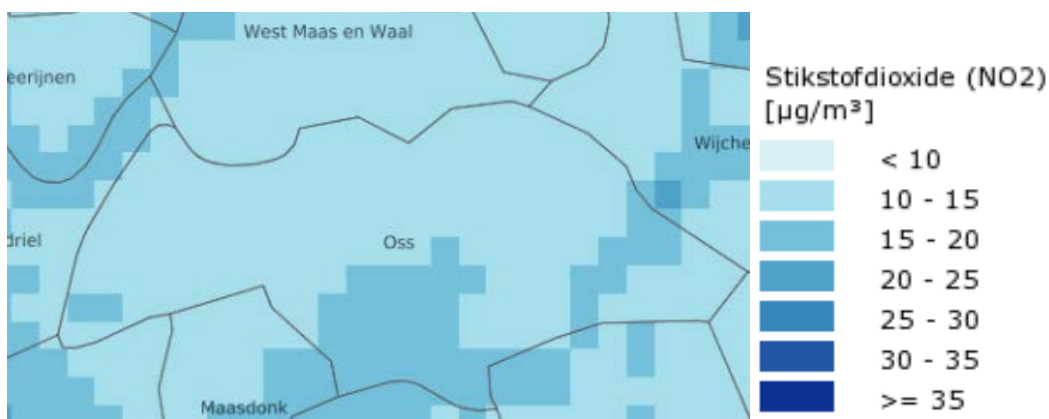 West Maas en Waal
eerijnen
Wijche
driel
Oss
Maasdonk
Stikstofdioxide (NO2)
[µg/m³]
< 10
10 - 15
15 - 20
20 - 25
25 - 30
30 - 35
>= 35